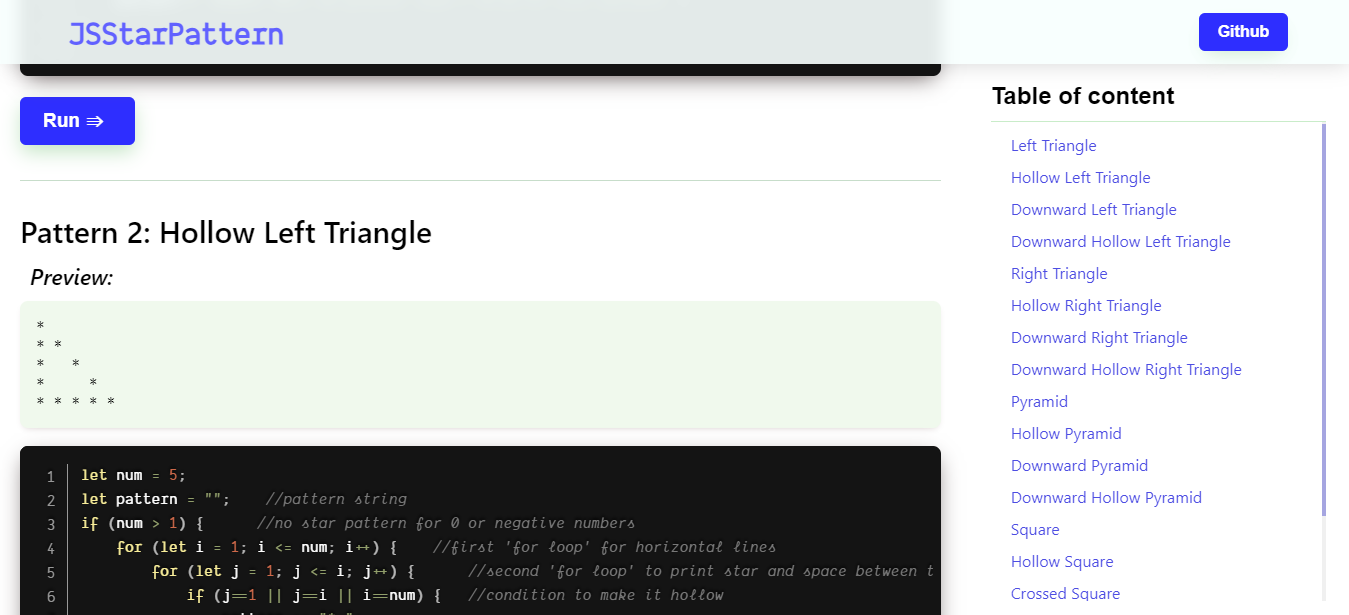 JSStarPattern
Github
Run ⇒
Pattern 2: Hollow Left Triangle
Preview:
*
* *
*   *
*     *
* * * * *
1 let num = 5;
2 let pattern = "";    //pattern string
3 if (num > 1) {      //no star pattern for 0 or negative numbers
4     for (let i = 1; i <= num; i++) {    //first 'for loop' for horizontal lines
5         for (let j = 1; j <= i; j++) {      //second 'for loop' to print star and space between t
6             if (j==1 || j==i || i==num) {   //condition to make it hollow
Table of content
Left Triangle
Hollow Left Triangle
Downward Left Triangle
Downward Hollow Left Triangle
Right Triangle
Hollow Right Triangle
Downward Right Triangle
Downward Hollow Right Triangle
Pyramid
Hollow Pyramid
Downward Pyramid
Downward Hollow Pyramid
Square
Hollow Square
Crossed Square